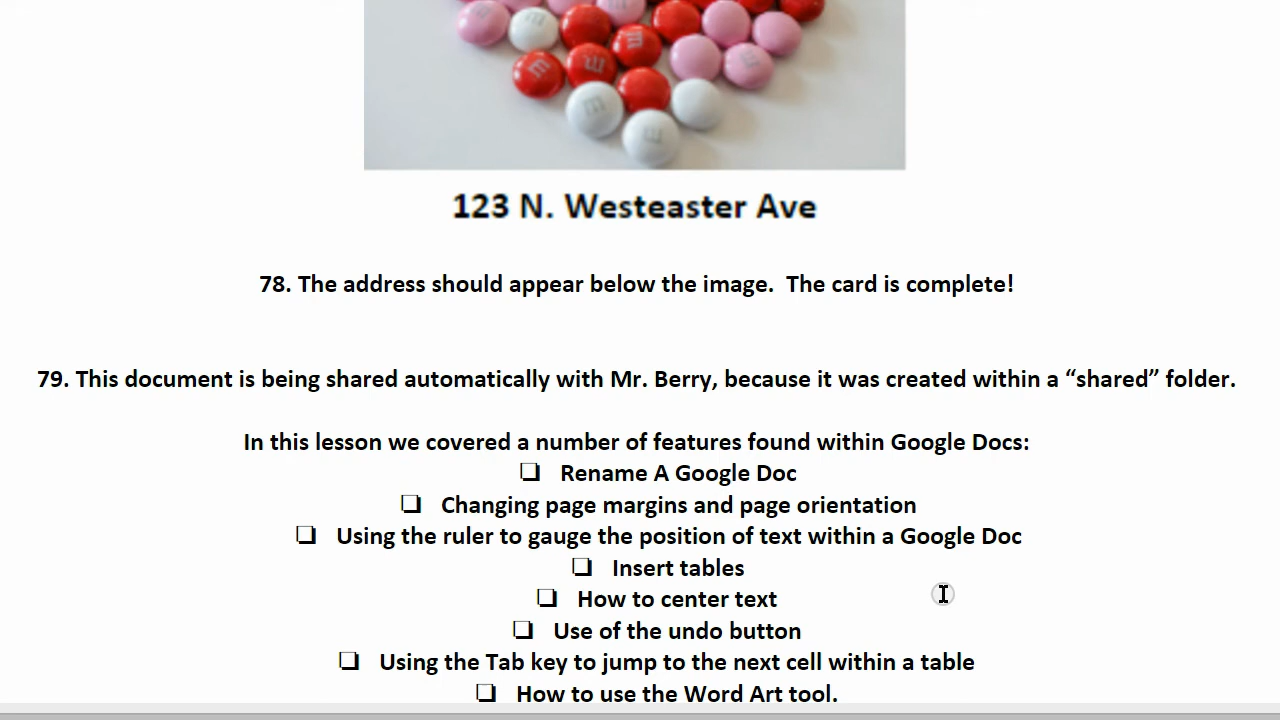 123 N. Westeaster Ave
78. The address should appear below the image.  The card is complete!
79. This document is being shared automatically with Mr. Berry, because it was created within a “shared” folder.
In this lesson we covered a number of features found within Google Docs:
❏ Rename A Google Doc
❏ Changing page margins and page orientation
❏ Using the ruler to gauge the position of text within a Google Doc
❏ Insert tables
❏ How to center text
❏ Use of the undo button
❏ Using the Tab key to jump to the next cell within a table
❏ How to use the Word Art tool.